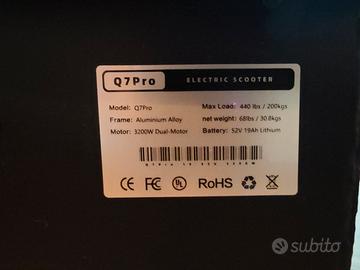 Q7Pro ELECTRIC SCOOTER
Model: Q7Pro Max Load: 440 lbs / 200kgs
Frame: Aluminium Alloy net weight: 68lbs / 30.8kgs
Motor: 3200W Dual-Motor Battery: 52V 19Ah Lithium
CE FC UL RoHS
subito